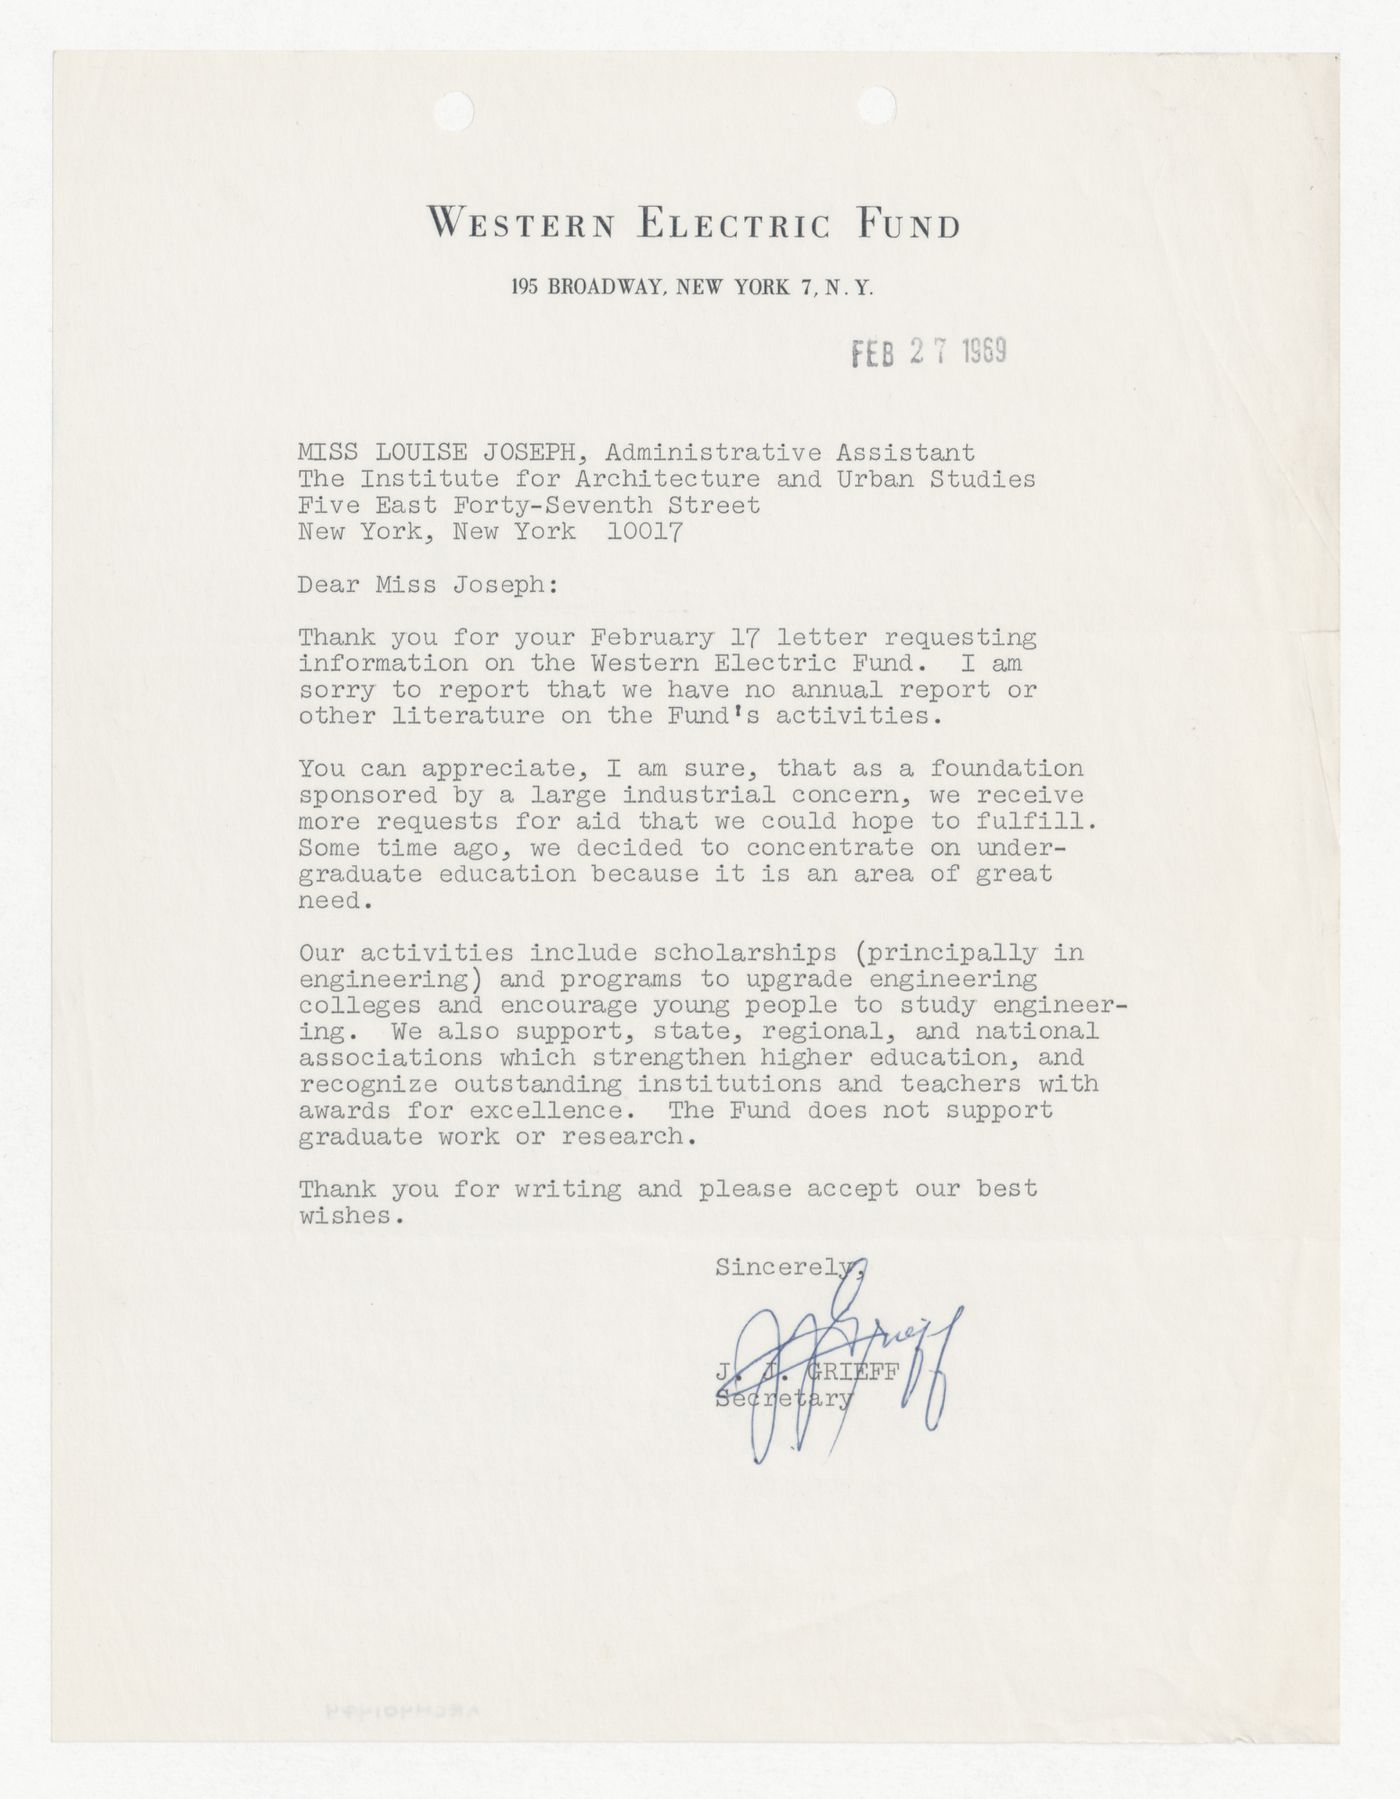 WESTERN ELECTRIC FUND
195 BROADWAY, NEW YORK 7, N.Y.
FEB 27 1969
MISS LOUISE JOSEPH, Administrative Assistant
The Institute for Architecture and Urban Studies
Five East Forty-Seventh Street
New York, New York  10017
Dear Miss Joseph:
Thank you for your February 17 letter requesting
information on the Western Electric Fund.  I am
sorry to report that we have no annual report or
other literature on the Fund's activities.
You can appreciate, I am sure, that as a foundation
sponsored by a large industrial concern, we receive
more requests for aid that we could hope to fulfill.
Some time ago, we decided to concentrate on under-
graduate education because it is an area of great
need.
Our activities include scholarships (principally in
engineering) and programs to upgrade engineering
colleges and encourage young people to study engineer-
ing.  We also support, state, regional, and national
associations which strengthen higher education, and
recognize outstanding institutions and teachers with
awards for excellence.  The Fund does not support
graduate work or research.
Thank you for writing and please accept our best
wishes.
Sincerely,
JJGrieff
J. J. GRIEFF
Secretary